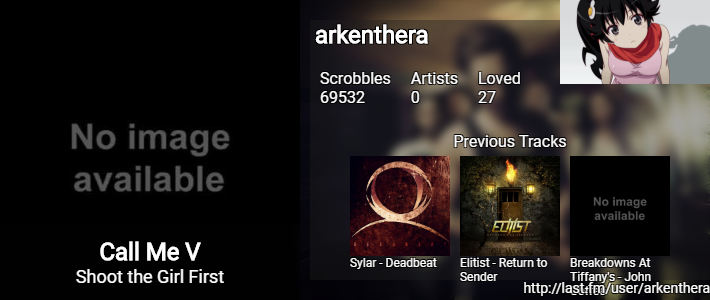 No image
available
Call Me V
Shoot the Girl First
arkenthera
Scrobbles Artists Loved
69532 0 27
Previous Tracks
ELITIST
No image
available
Sylar - Deadbeat
Elitist - Return to
Sender
Breakdowns At
Tiffany's - John
http://last.fm/user/arkenthera